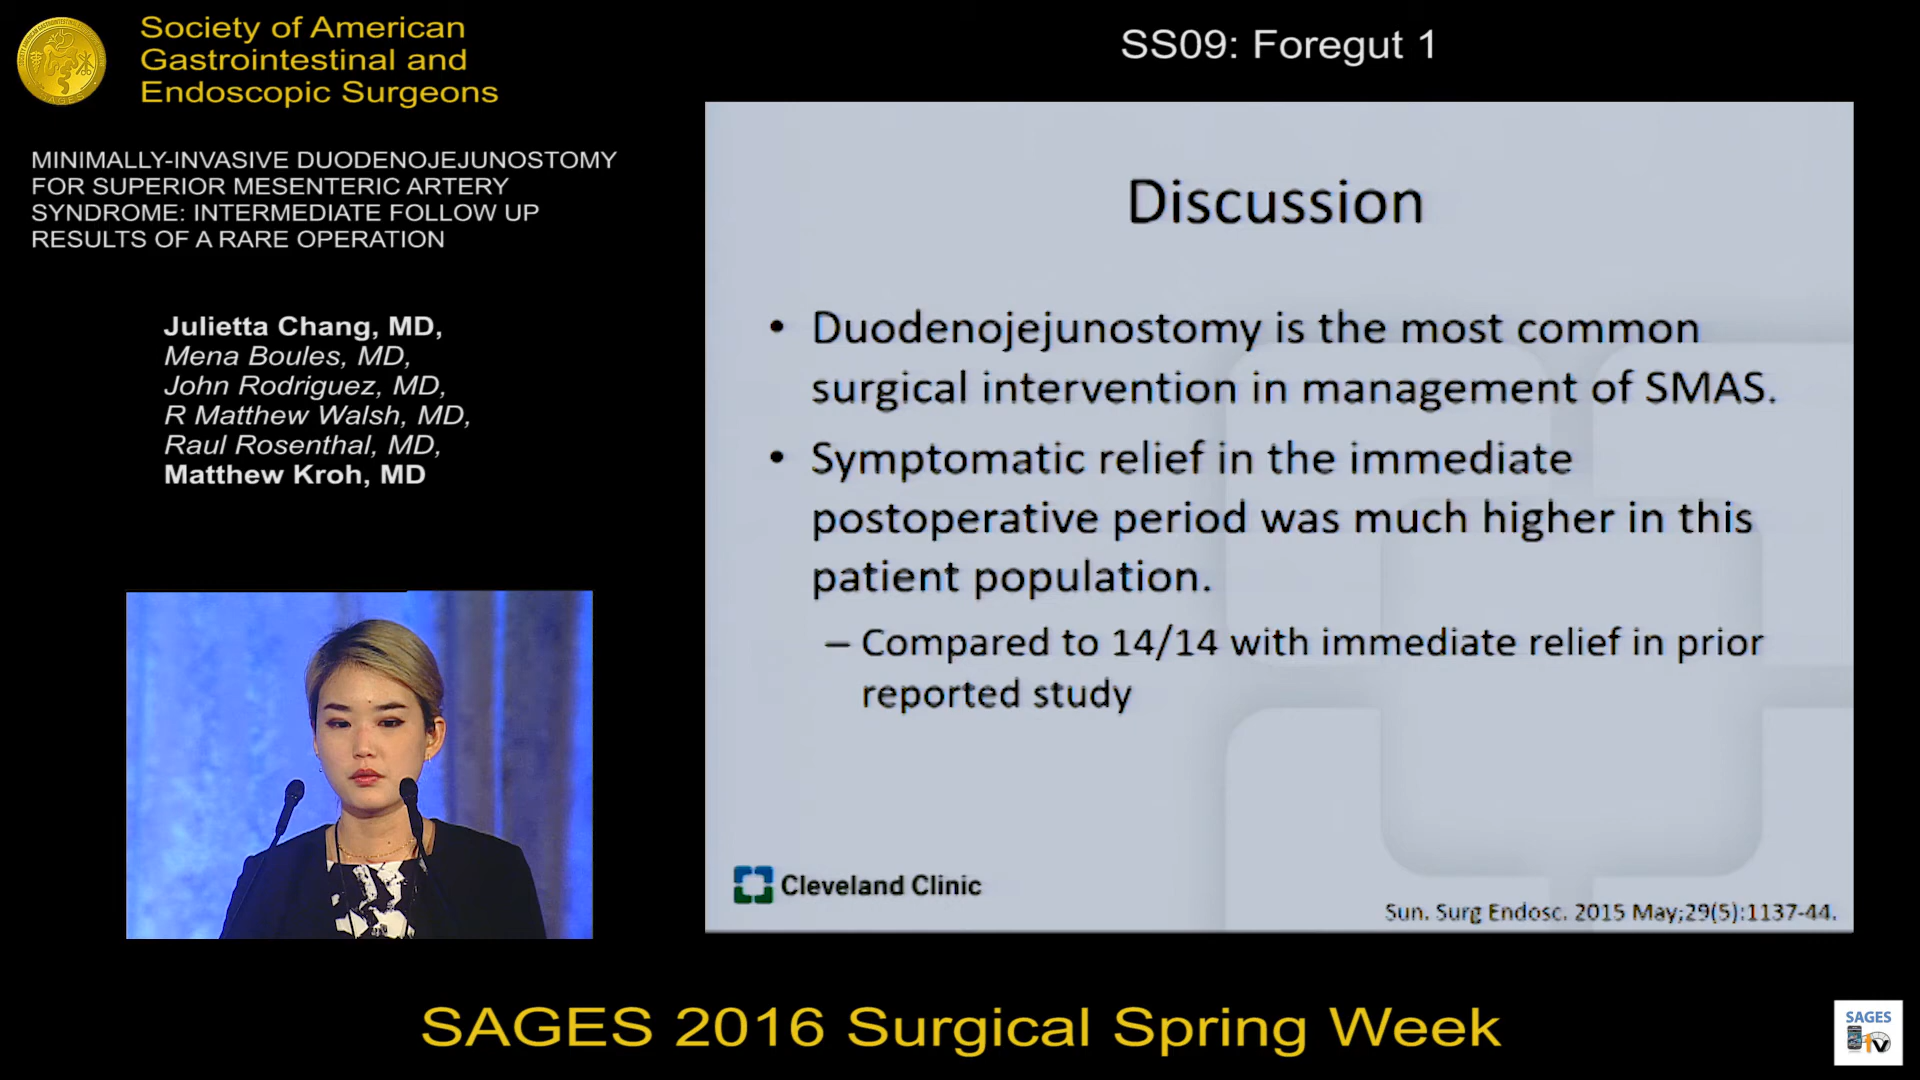 Society of American
Gastrointestinal and
Endoscopic Surgeons
SS09: Foregut 1
MINIMALLY-INVASIVE DUODENOJEJUNOSTOMY
FOR SUPERIOR MESENTERIC ARTERY
SYNDROME: INTERMEDIATE FOLLOW UP
RESULTS OF A RARE OPERATION
Julietta Chang, MD,
Mena Boules, MD,
John Rodriguez, MD,
R Matthew Walsh, MD,
Raul Rosenthal, MD,
Matthew Kroh, MD
Discussion
• Duodenojejunostomy is the most common
surgical intervention in management of SMAS.
• Symptomatic relief in the immediate
postoperative period was much higher in this
patient population.
– Compared to 14/14 with immediate relief in prior
reported study
Cleveland Clinic
Sun. Surg Endosc. 2015 May;29(5):1137-44.
SAGES 2016 Surgical Spring Week
SAGES
TV